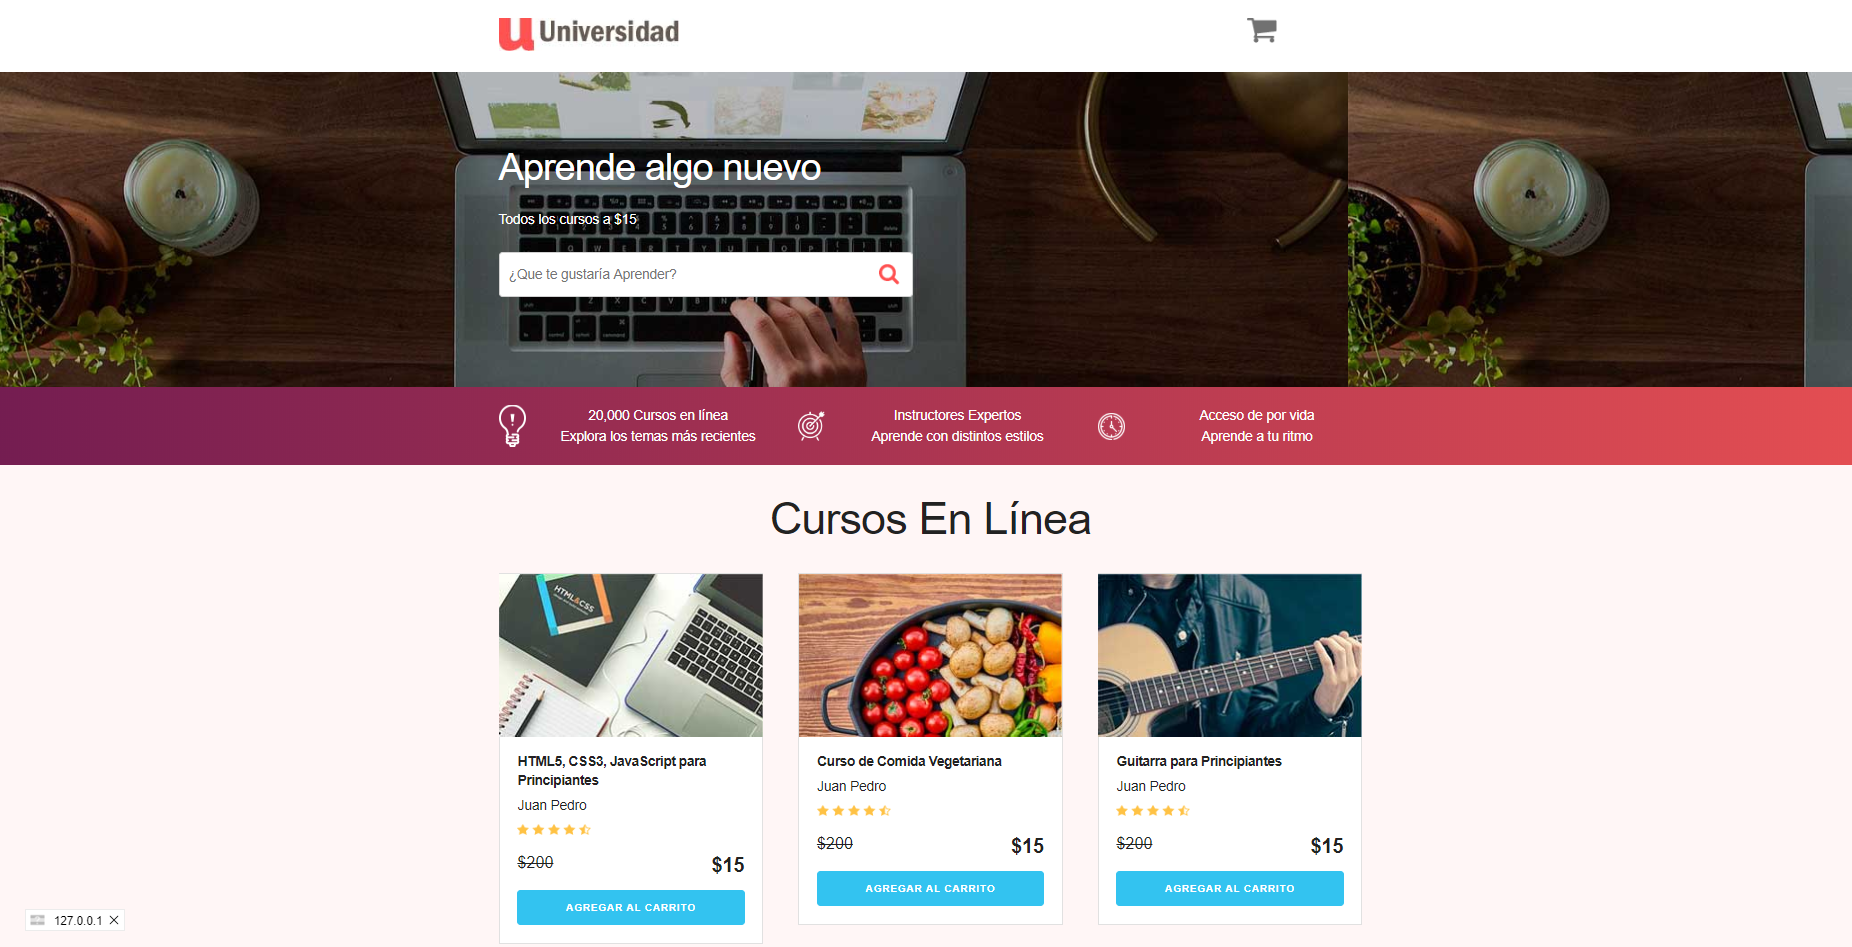 Universidad
Aprende algo nuevo
Todos los cursos a $15
¿Que te gustaría Aprender?
20,000 Cursos en línea
Explora los temas más recientes
Instructores Expertos
Aprende con distintos estilos
Acceso de por vida
Aprende a tu ritmo
Cursos En Línea
HTML&CSS
HTML5, CSS3, JavaScript para
Principiantes
Juan Pedro
$200 $15
AGREGAR AL CARRITO
Curso de Comida Vegetariana
Juan Pedro
$200 $15
AGREGAR AL CARRITO
Guitarra para Principiantes
Juan Pedro
$200 $15
AGREGAR AL CARRITO
127.0.0.1